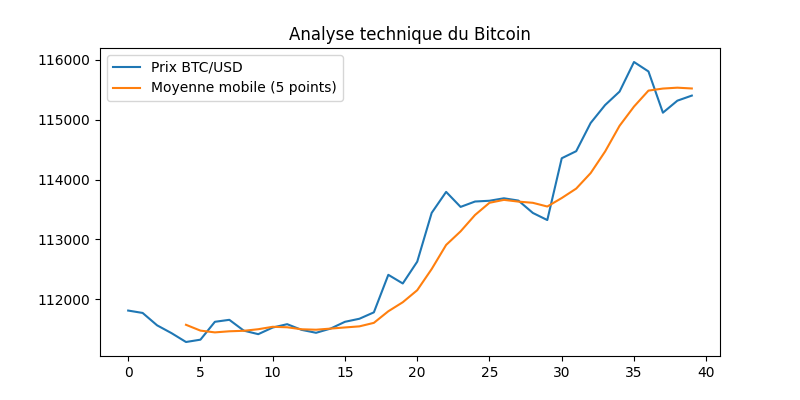 Analyse technique du Bitcoin
Prix BTC/USD
Moyenne mobile (5 points)
116000
115000
114000
113000
112000
0 5 10 15 20 25 30 35 40